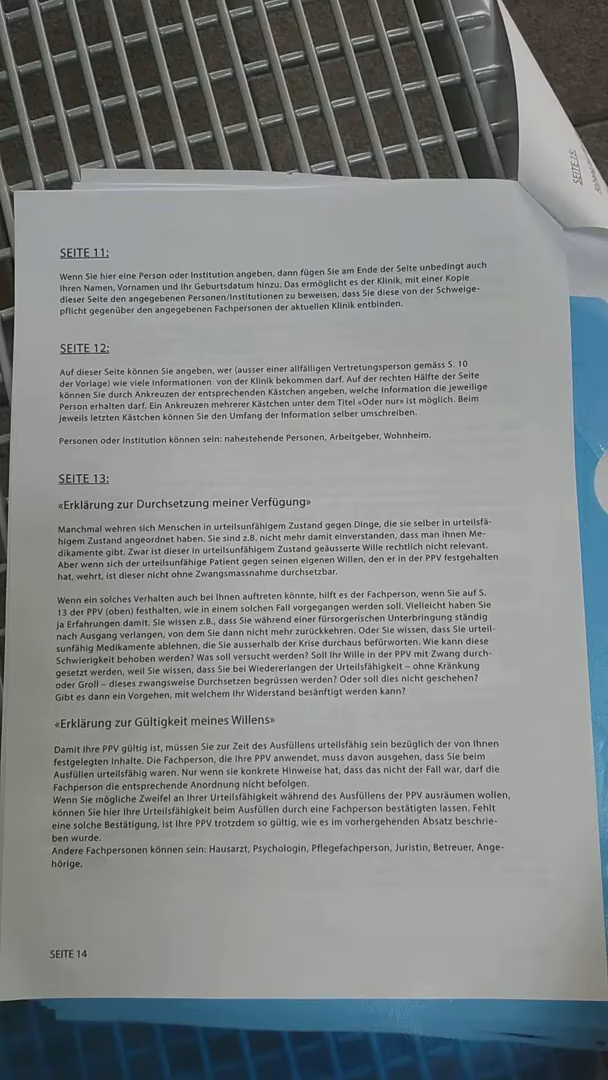 SEITE 15:
SEITE 11:
Wenn Sie hier eine Person oder Institution angeben, dann fügen Sie am Ende der Seite unbedingt auch
Ihren Namen, Vornamen und Ihr Geburtsdatum hinzu. Das ermöglicht es der Klinik, mit einer Kopie
dieser Seite den angegebenen Personen/Institutionen zu beweisen, dass Sie diese von der Schweige-
pflicht gegenüber den angegebenen Fachpersonen der aktuellen Klinik entbinden.
SEITE 12:
Auf dieser Seite können Sie angeben, wer (ausser einer allfälligen Vertretungsperson gemäss S. 10
der Vorlage) wie viele Informationen von der Klinik bekommen darf. Auf der rechten Hälfte der Seite
können Sie durch Ankreuzen der entsprechenden Kästchen angeben, welche Information die jeweilige
Person erhalten darf. Ein Ankreuzen mehrerer Kästchen unter dem Titel «Oder nur» ist möglich. Beim
jeweils letzten Kästchen können Sie den Umfang der Information selber umschreiben.
Personen oder Institution können sein: nahestehende Personen, Arbeitgeber, Wohnheim.
SEITE 13:
«Erklärung zur Durchsetzung meiner Verfügung»
Manchmal wehren sich Menschen in urteilsunfähigem Zustand gegen Dinge, die sie selber in urteilsfä-
higem Zustand angeordnet haben. Sie sind z.B. nicht mehr damit einverstanden, dass man ihnen Me-
dikamente gibt. Zwar ist dieser in urteilsunfähigem Zustand geäusserte Wille rechtlich nicht relevant.
Aber wenn sich der urteilsunfähige Patient gegen seinen eigenen Willen, den er in der PPV festgehalten
hat, wehrt, ist dieser nicht ohne Zwangsmassnahme durchsetzbar.
Wenn ein solches Verhalten auch bei Ihnen auftreten könnte, hilft es der Fachperson, wenn Sie auf S.
13 der PPV (oben) festhalten, wie in einem solchen Fall vorgegangen werden soll. Vielleicht haben Sie
ja Erfahrungen damit. Sie wissen z.B., dass Sie während einer fürsorgerischen Unterbringung ständig
nach Ausgang verlangen, von dem Sie dann nicht mehr zurückkehren. Oder Sie wissen, dass Sie urteil-
sunfähig Medikamente ablehnen, die Sie ausserhalb der Krise durchaus befürworten. Wie kann diese
Schwierigkeit behoben werden? Was soll versucht werden? Soll Ihr Wille in der PPV mit Zwang durch-
gesetzt werden, weil Sie wissen, dass Sie bei Wiedererlangen der Urteilsfähigkeit – ohne Kränkung
oder Groll – dieses zwangsweise Durchsetzen begrüssen werden? Oder soll dies nicht geschehen?
Gibt es dann ein Vorgehen, mit welchem Ihr Widerstand besänftigt werden kann?
«Erklärung zur Gültigkeit meines Willens»
Damit Ihre PPV gültig ist, müssen Sie zur Zeit des Ausfüllens urteilsfähig sein bezüglich der von Ihnen
festgelegten Inhalte. Die Fachperson, die Ihre PPV anwendet, muss davon ausgehen, dass Sie beim
Ausfüllen urteilsfähig waren. Nur wenn sie konkrete Hinweise hat, dass das nicht der Fall war, darf die
Fachperson die entsprechende Anordnung nicht befolgen.
Wenn Sie mögliche Zweifel an Ihrer Urteilsfähigkeit während des Ausfüllens der PPV ausräumen wollen,
können Sie hier Ihre Urteilsfähigkeit beim Ausfüllen durch eine Fachperson bestätigten lassen. Fehlt
eine solche Bestätigung, ist Ihre PPV trotzdem so gültig, wie es im vorhergehenden Absatz beschrie-
ben wurde.
Andere Fachpersonen können sein: Hausarzt, Psychologin, Pflegefachperson, Juristin, Betreuer, Ange-
hörige.
SEITE 14